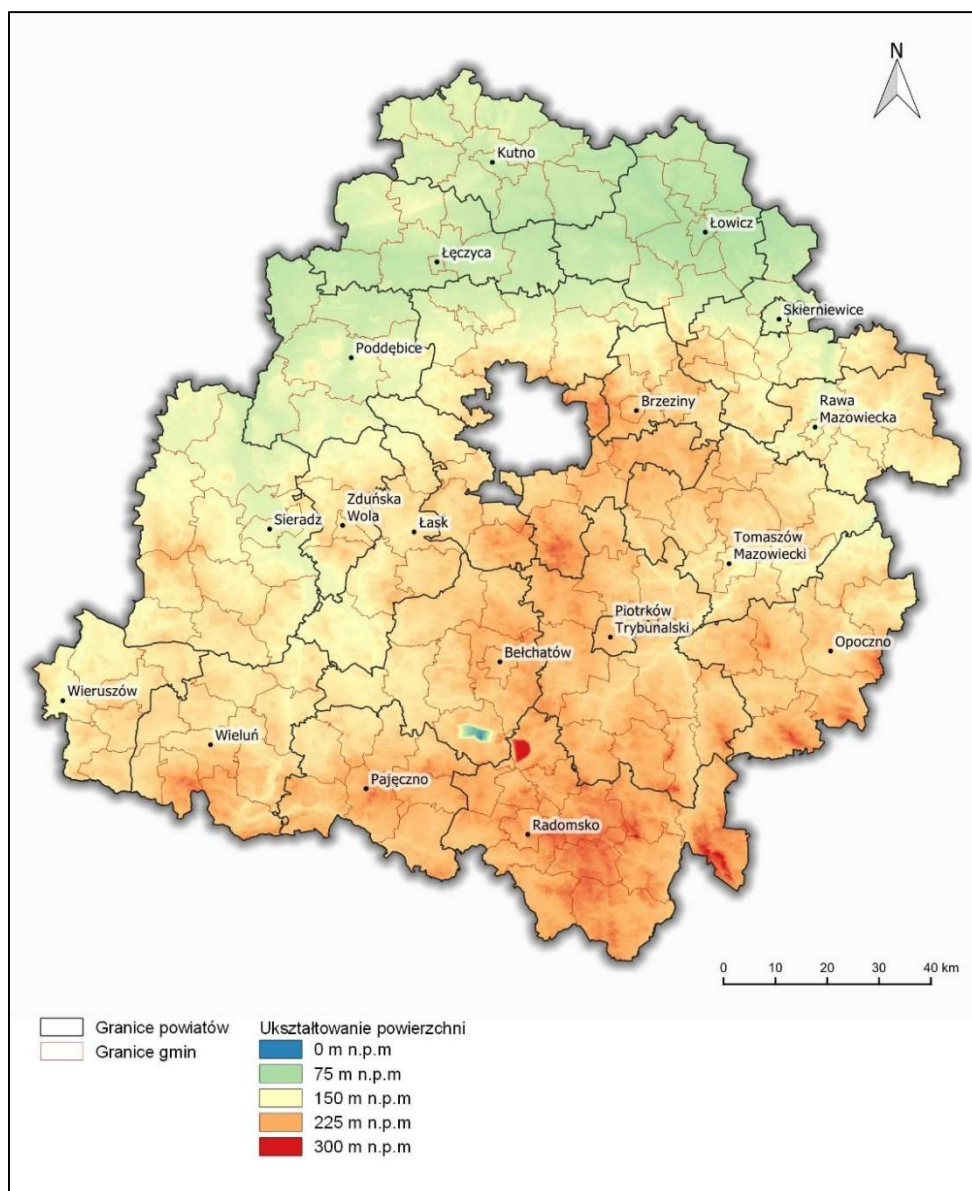 N
Kutno
Łowicz
Łęczyca
Skierniewice
Poddębice
Brzeziny
Rawa
Mazowiecka
Sieradz
Zduńska
Wola
Łask
Tomaszów
Mazowiecki
Piotrków
Trybunalski
Opoczno
Bełchatów
Wieruszów
Wieluń
Pajęczno
Radomsko
0 10 20 30 40 km
Granice powiatów
Granice gmin
Ukształtowanie powierzchni
0 m n.p.m
75 m n.p.m
150 m n.p.m
225 m n.p.m
300 m n.p.m